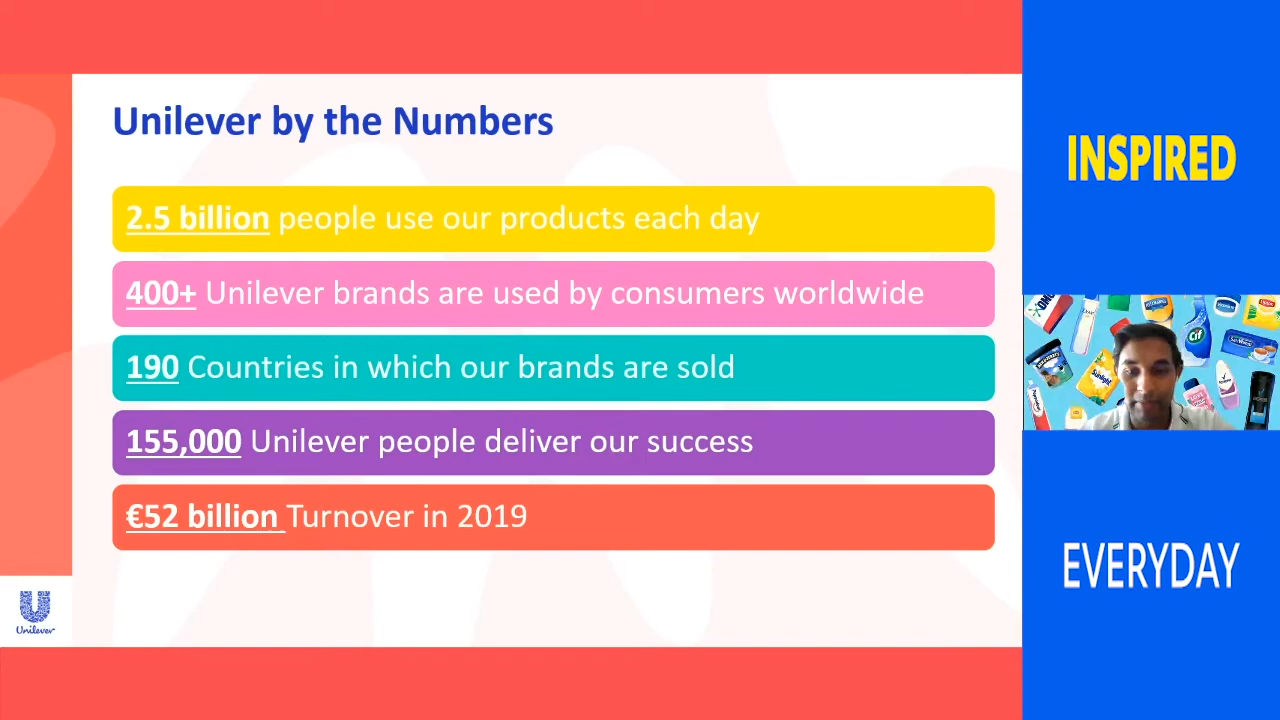 Unilever by the Numbers
2.5 billion people use our products each day
400+ Unilever brands are used by consumers worldwide
190 Countries in which our brands are sold
155,000 Unilever people deliver our success
€52 billion Turnover in 2019
Unilever
INSPIRED
Cif
Sunlight
EVERYDAY